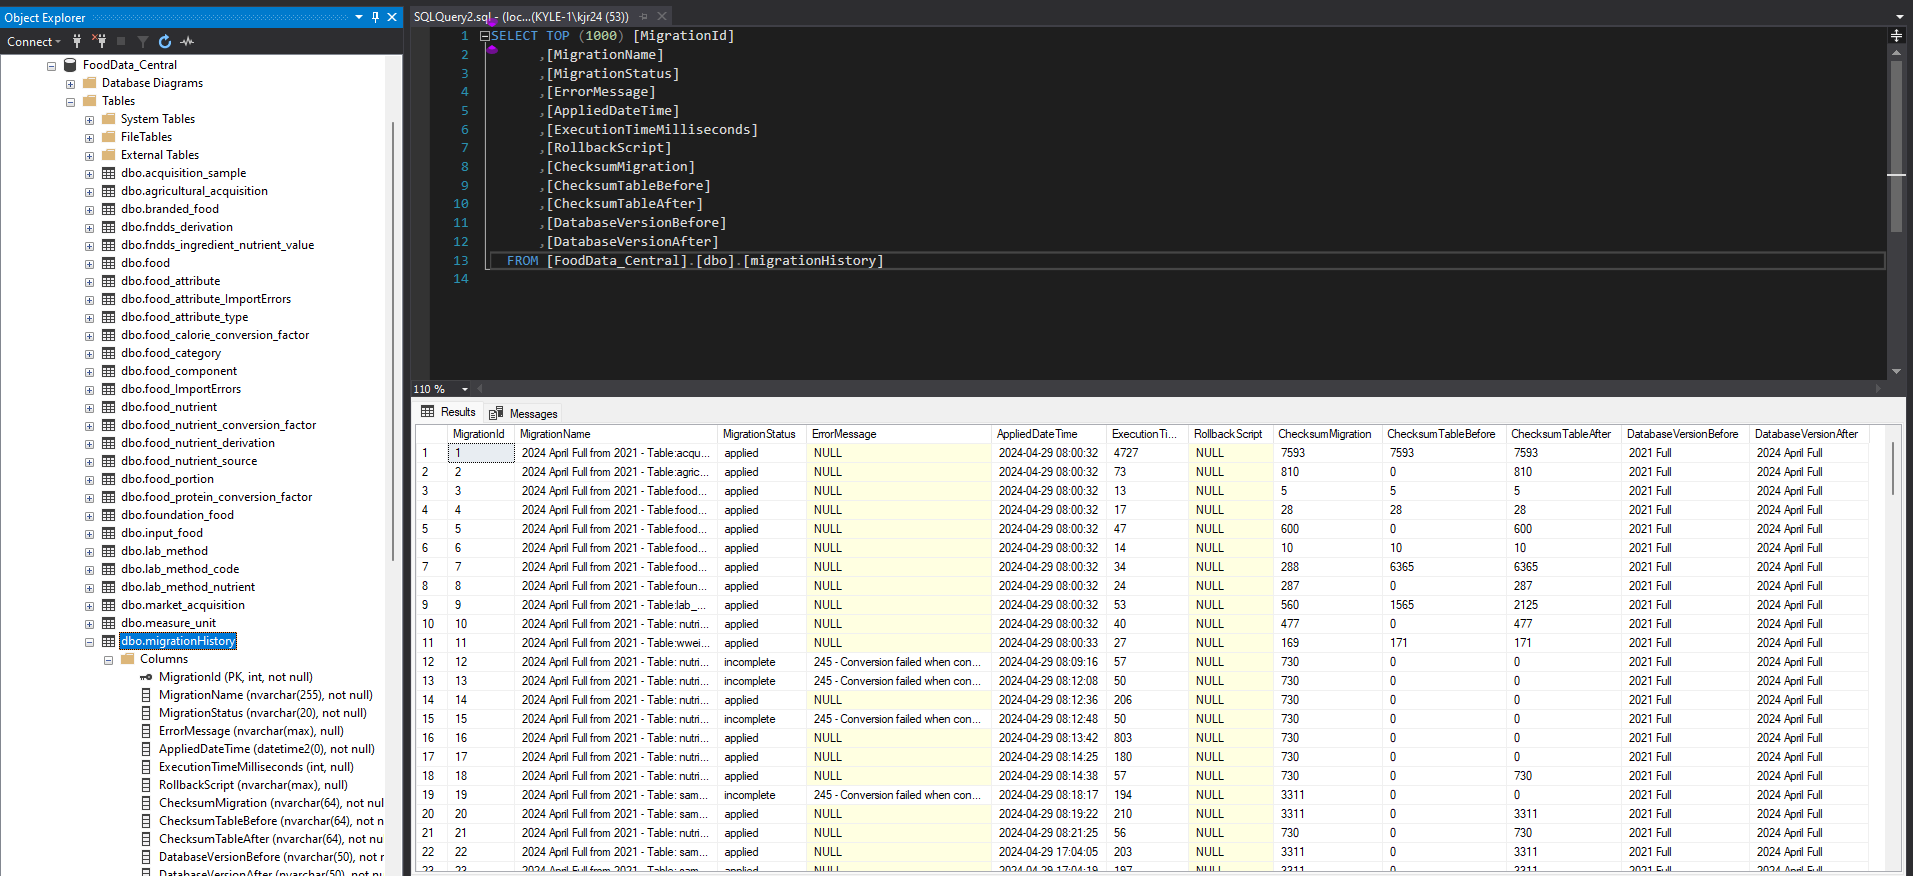 Object Explorer
Connect
FoodData_Central
Database Diagrams
Tables
System Tables
FileTables
External Tables
dbo.acquisition_sample
dbo.agricultural_acquisition
dbo.branded_food
dbo.fndds_derivation
dbo.fndds_ingredient_nutrient_value
dbo.food
dbo.food_attribute
dbo.food_attribute_ImportErrors
dbo.food_attribute_type
dbo.food_calorie_conversion_factor
dbo.food_category
dbo.food_component
dbo.food_ImportErrors
dbo.food_nutrient
dbo.food_nutrient_conversion_factor
dbo.food_nutrient_derivation
dbo.food_nutrient_source
dbo.food_portion
dbo.food_protein_conversion_factor
dbo.foundation_food
dbo.input_food
dbo.lab_method
dbo.lab_method_code
dbo.lab_method_nutrient
dbo.market_acquisition
dbo.measure_unit
dbo.migrationHistory
Columns
MigrationId (PK, int, not null)
MigrationName (nvarchar(255), not null)
MigrationStatus (nvarchar(20), not null)
ErrorMessage (nvarchar(max), null)
AppliedDateTime (datetime2(0), not null)
ExecutionTimeMilliseconds (int, null)
RollbackScript (nvarchar(max), null)
ChecksumMigration (nvarchar(64), not nul
ChecksumTableBefore (nvarchar(64), not n
ChecksumTableAfter (nvarchar(64), not nu
DatabaseVersionBefore (nvarchar(50), not r
DatabaseVersionAfter (nvarchar(50), not nu
SQLQuery2.sql - (loc...(KYLE-1\kjr24 (53))
1 SELECT TOP (1000) [MigrationId]
2 ,[MigrationName]
3 ,[MigrationStatus]
4 ,[ErrorMessage]
5 ,[AppliedDateTime]
6 ,[ExecutionTimeMilliseconds]
7 ,[RollbackScript]
8 ,[ChecksumMigration]
9 ,[ChecksumTableBefore]
10 ,[ChecksumTableAfter]
11 ,[DatabaseVersionBefore]
12 ,[DatabaseVersionAfter]
13 FROM [FoodData_Central].[dbo].[migrationHistory]
14
110 %
Results Messages
MigrationId MigrationName MigrationStatus ErrorMessage AppliedDateTime ExecutionTi... RollbackScript ChecksumMigration ChecksumTableBefore ChecksumTableAfter DatabaseVersionBefore DatabaseVersionAfter
1 1 2024 April Full from 2021 - Table:acqu... applied NULL 2024-04-29 08:00:32 4727 NULL 7593 7593 7593 2021 Full 2024 April Full
2 2 2024 April Full from 2021 - Table:agric... applied NULL 2024-04-29 08:00:32 73 NULL 810 0 810 2021 Full 2024 April Full
3 3 2024 April Full from 2021 - Table:food... applied NULL 2024-04-29 08:00:32 13 NULL 5 5 5 2021 Full 2024 April Full
4 4 2024 April Full from 2021 - Table:food... applied NULL 2024-04-29 08:00:32 17 NULL 28 28 28 2021 Full 2024 April Full
5 5 2024 April Full from 2021 - Table:food... applied NULL 2024-04-29 08:00:32 47 NULL 600 0 600 2021 Full 2024 April Full
6 6 2024 April Full from 2021 - Table:food... applied NULL 2024-04-29 08:00:32 14 NULL 10 10 10 2021 Full 2024 April Full
7 7 2024 April Full from 2021 - Table:food... applied NULL 2024-04-29 08:00:32 34 NULL 288 6365 6365 2021 Full 2024 April Full
8 8 2024 April Full from 2021 - Table:foun... applied NULL 2024-04-29 08:00:32 24 NULL 287 0 287 2021 Full 2024 April Full
9 9 2024 April Full from 2021 - Table:lab_... applied NULL 2024-04-29 08:00:32 53 NULL 560 1565 2125 2021 Full 2024 April Full
10 10 2024 April Full from 2021 - Table: nutri... applied NULL 2024-04-29 08:00:32 40 NULL 477 0 477 2021 Full 2024 April Full
11 11 2024 April Full from 2021 - Table:wwei... applied NULL 2024-04-29 08:00:33 27 NULL 169 171 171 2021 Full 2024 April Full
12 12 2024 April Full from 2021 - Table: nutri... incomplete 245 - Conversion failed when con... 2024-04-29 08:09:16 57 NULL 730 0 0 2021 Full 2024 April Full
13 13 2024 April Full from 2021 - Table: nutri... incomplete 245 - Conversion failed when con... 2024-04-29 08:12:08 50 NULL 730 0 0 2021 Full 2024 April Full
14 14 2024 April Full from 2021 - Table: nutri... applied NULL 2024-04-29 08:12:36 206 NULL 730 0 0 2021 Full 2024 April Full
15 15 2024 April Full from 2021 - Table: nutri... incomplete 245 - Conversion failed when con... 2024-04-29 08:12:48 50 NULL 730 0 0 2021 Full 2024 April Full
16 16 2024 April Full from 2021 - Table: nutri... applied NULL 2024-04-29 08:13:42 803 NULL 730 0 0 2021 Full 2024 April Full
17 17 2024 April Full from 2021 - Table: nutri... applied NULL 2024-04-29 08:14:25 180 NULL 730 0 0 2021 Full 2024 April Full
18 18 2024 April Full from 2021 - Table: nutri... applied NULL 2024-04-29 08:14:38 57 NULL 730 0 730 2021 Full 2024 April Full
19 19 2024 April Full from 2021 - Table: sam... incomplete 245 - Conversion failed when con... 2024-04-29 08:18:17 194 NULL 3311 0 0 2021 Full 2024 April Full
20 20 2024 April Full from 2021 - Table: sam... applied NULL 2024-04-29 08:19:22 210 NULL 3311 0 3311 2021 Full 2024 April Full
21 21 2024 April Full from 2021 - Table: nutri... applied NULL 2024-04-29 08:21:25 56 NULL 730 0 730 2021 Full 2024 April Full
22 22 2024 April Full from 2021 - Table: sam... applied NULL 2024-04-29 17:04:05 203 NULL 3311 0 3311 2021 Full 2024 April Full
23 23 2024 April Full from 2021 - Table: sam... applied NULL 2024-04-29 17:04:19 197 NULL 3311 0 3311 2021 Full 2024 April Full